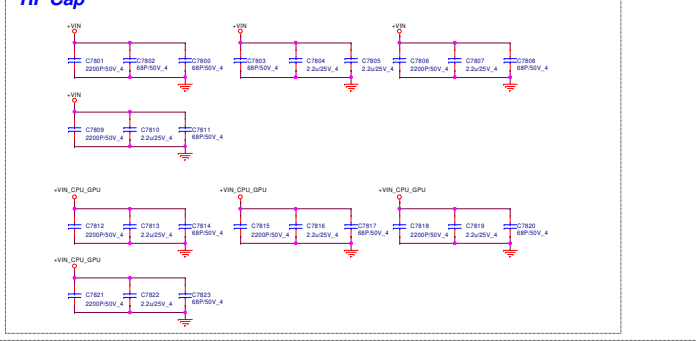 +VIN
C7801
2200P/50V_4
C7802
68P/50V_4
C7800
68P/50V_4
+VIN
C7803
68P/50V_4
C7804
2.2u/25V_4
C7805
2.2u/25V_4
+VIN
C7806
2200P/50V_4
C7807
2.2u/25V_4
C7808
68P/50V_4
+VIN
C7809
2200P/50V_4
C7810
2.2u/25V_4
C7811
68P/50V_4
+VIN_CPU_GPU
C7812
2200P/50V_4
C7813
2.2u/25V_4
C7814
68P/50V_4
+VIN_CPU_GPU
C7815
2200P/50V_4
C7816
2.2u/25V_4
C7817
68P/50V_4
+VIN_CPU_GPU
C7818
2200P/50V_4
C7819
2.2u/25V_4
C7820
68P/50V_4
+VIN_CPU_GPU
C7821
2200P/50V_4
C7822
2.2u/25V_4
C7823
68P/50V_4